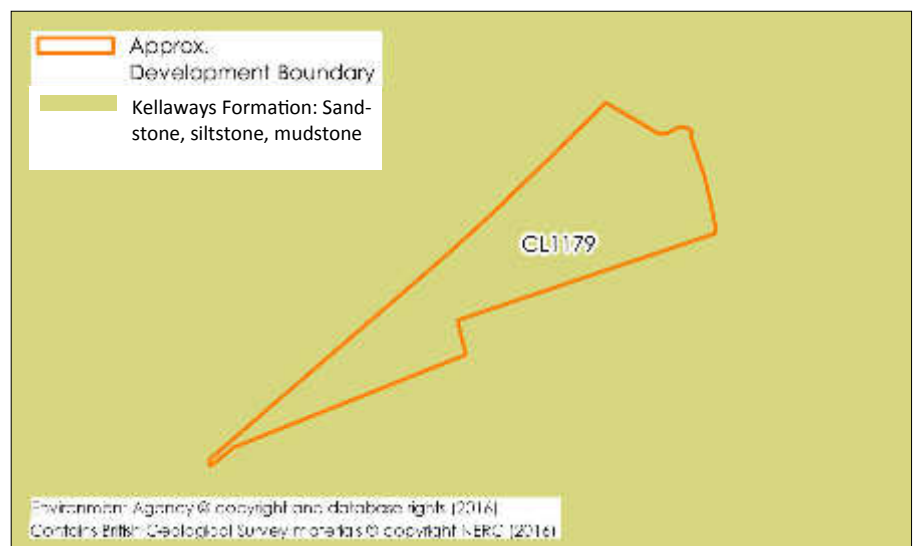 Approx.
Development Boundary
Kellaways Formation: Sand-
stone, siltstone, mudstone
CL1179
Environment Agency © copyright and database rights (2016)
Contains British Geological Survey materials © copyright NERC (2016)